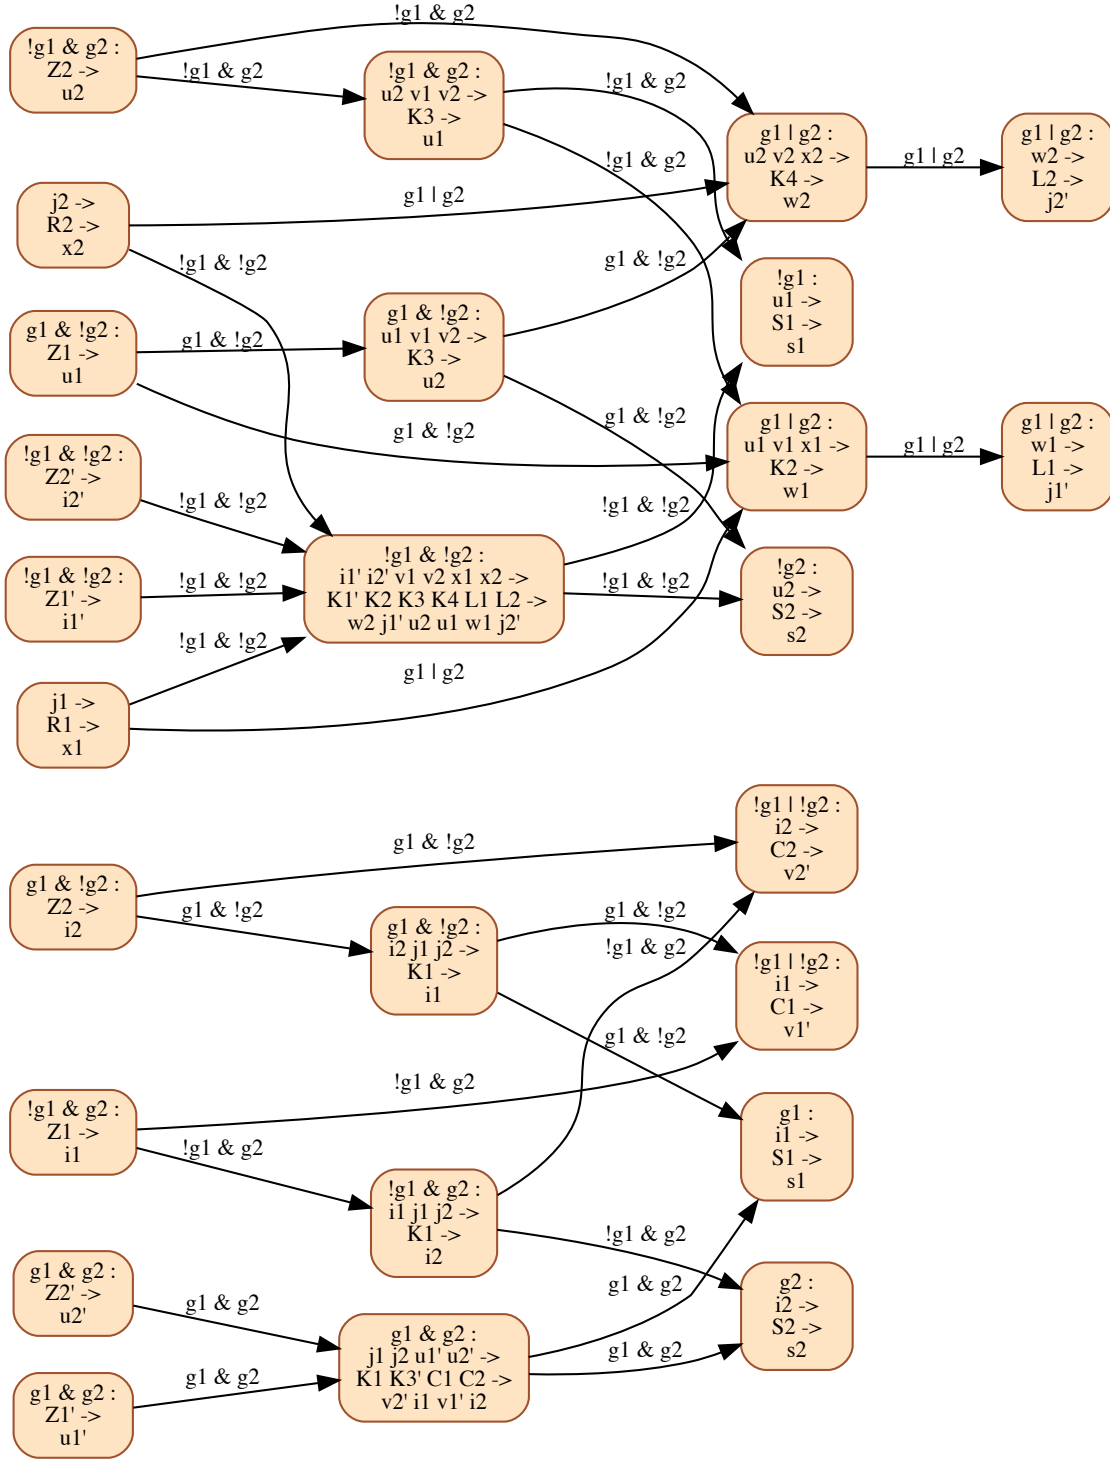 !g1 & g2
!g1 & g2 :
Z2 ->
u2
!g1 & g2
!g1 & g2 :
u2 v1 v2 ->
K3 ->
u1
!g1 & g2
!g1 & g2
g1 | g2 :
u2 v2 x2 ->
K4 ->
w2
g1 | g2
g1 | g2 :
w2 ->
L2 ->
j2'
j2 ->
R2 ->
x2
g1 | g2
!g1 & !g2
g1 & !g2
!g1 :
u1 ->
S1 ->
s1
g1 & !g2 :
Z1 ->
u1
g1 & !g2
g1 & !g2 :
u1 v1 v2 ->
K3 ->
u2
g1 & !g2
g1 & !g2
g1 | g2 :
u1 v1 x1 ->
K2 ->
w1
g1 | g2
g1 | g2 :
w1 ->
L1 ->
j1'
!g1 & !g2 :
Z2' ->
i2'
!g1 & !g2
!g1 & !g2 :
Z1' ->
i1'
!g1 & !g2
!g1 & !g2 :
i1' i2' v1 v2 x1 x2 ->
K1' K2 K3 K4 L1 L2 ->
w2 j1' u2 u1 w1 j2'
!g1 & !g2
!g1 & !g2
!g2 :
u2 ->
S2 ->
s2
j1 ->
R1 ->
x1
!g1 & !g2
g1 | g2
!g1 | !g2 :
i2 ->
C2 ->
v2'
g1 & !g2 :
Z2 ->
i2
g1 & !g2
g1 & !g2
g1 & !g2 :
i2 j1 j2 ->
K1 ->
i1
g1 & !g2
!g1 & g2
g1 & !g2
!g1 | !g2 :
i1 ->
C1 ->
v1'
!g1 & g2 :
Z1 ->
i1
!g1 & g2
!g1 & g2
g1 :
i1 ->
S1 ->
s1
!g1 & g2 :
i1 j1 j2 ->
K1 ->
i2
!g1 & g2
g1 & g2
g1 & g2
g2 :
i2 ->
S2 ->
s2
g1 & g2 :
Z2' ->
u2'
g1 & g2
g1 & g2 :
j1 j2 u1' u2' ->
K1 K3' C1 C2 ->
v2' i1 v1' i2
g1 & g2 :
Z1' ->
u1'
g1 & g2